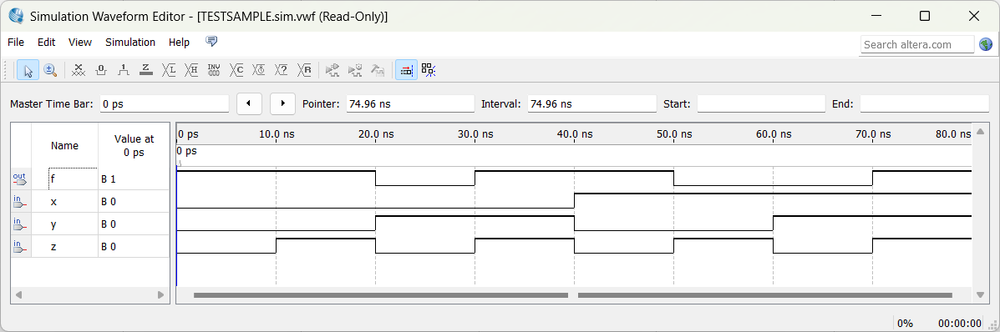 Simulation Waveform Editor - [TESTSAMPLE.sim.vwf (Read-Only)]
File Edit View Simulation Help
Search altera.com
Master Time Bar: 0 ps Pointer: 74.96 ns Interval: 74.96 ns Start: End:
Name Value at 0 ps
0 ps 10.0 ns 20.0 ns 30.0 ns 40.0 ns 50.0 ns 60.0 ns 70.0 ns 80.0 ns
0 ps
out f B 1
in x B 0
in y B 0
in z B 0
0% 00:00:00